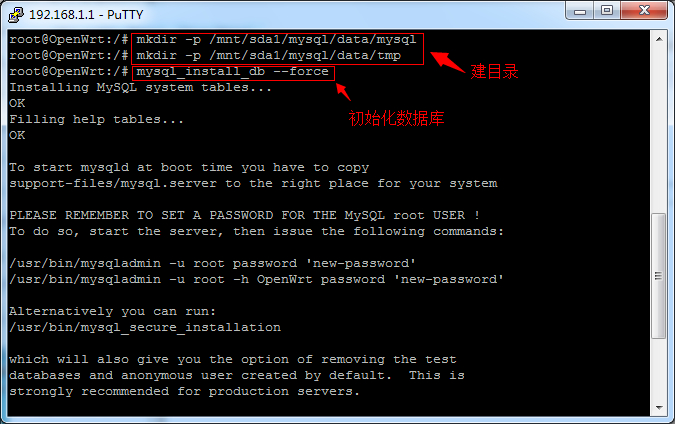 192.168.1.1 - PuTTY
root@OpenWrt:/# mkdir -p /mnt/sda1/mysql/data/mysql
root@OpenWrt:/# mkdir -p /mnt/sda1/mysql/data/tmp
建目录
root@OpenWrt:/# mysql_install_db --force
Installing MySQL system tables...
OK
初始化数据库
Filling help tables...
OK
To start mysqld at boot time you have to copy
support-files/mysql.server to the right place for your system
PLEASE REMEMBER TO SET A PASSWORD FOR THE MySQL root USER !
To do so, start the server, then issue the following commands:
/usr/bin/mysqladmin -u root password 'new-password'
/usr/bin/mysqladmin -u root -h OpenWrt password 'new-password'
Alternatively you can run:
/usr/bin/mysql_secure_installation
which will also give you the option of removing the test
databases and anonymous user created by default.  This is
strongly recommended for production servers.